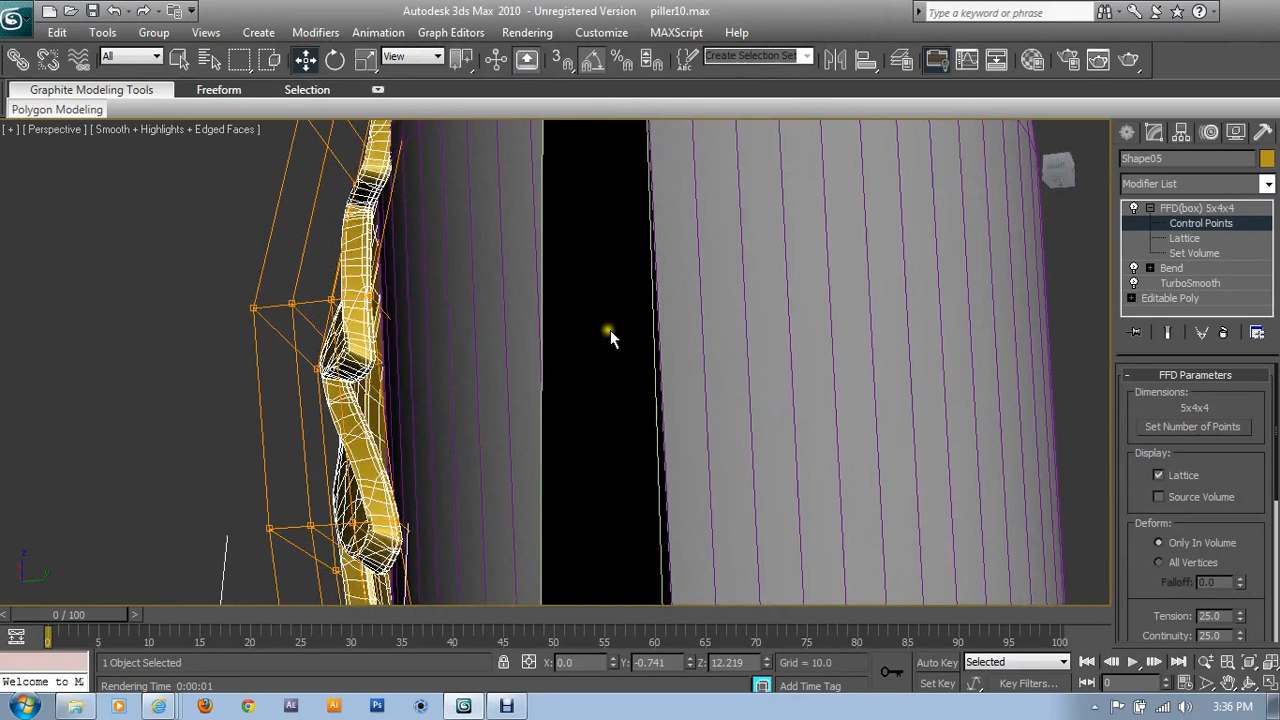 Autodesk 3ds Max 2010 - Unregistered Version piller10.max
Type a keyword or phrase
Edit Tools Group Views Create Modifiers Animation Graph Editors Rendering Customize MAXScript Help
All
View
3
Create Selection Set
Graphite Modeling Tools Freeform Selection
Polygon Modeling
[ + ] [ Perspective ] [ Smooth + Highlights + Edged Faces ]
Shape05
Modifier List
FFD(box) 5x4x4
Control Points
Lattice
Set Volume
Bend
TurboSmooth
Editable Poly
FFD Parameters
Dimensions:
5x4x4
Set Number of Points
Display:
Lattice
Source Volume
Deform:
Only In Volume
All Vertices
Falloff: 0.0
Tension: 25.0
Continuity: 25.0
z
y
0 / 100
0 5 10 15 20 25 30 35 40 45 50 55 60 65 70 75 80 85 90 95 100
1 Object Selected
X: 0.0 Y: -0.741 Z: 12.219 Grid = 10.0
Auto Key Selected
Welcome to M
Rendering Time 0:00:01
Add Time Tag
Set Key Key Filters...
0
Ae Ai Ps
3:36 PM